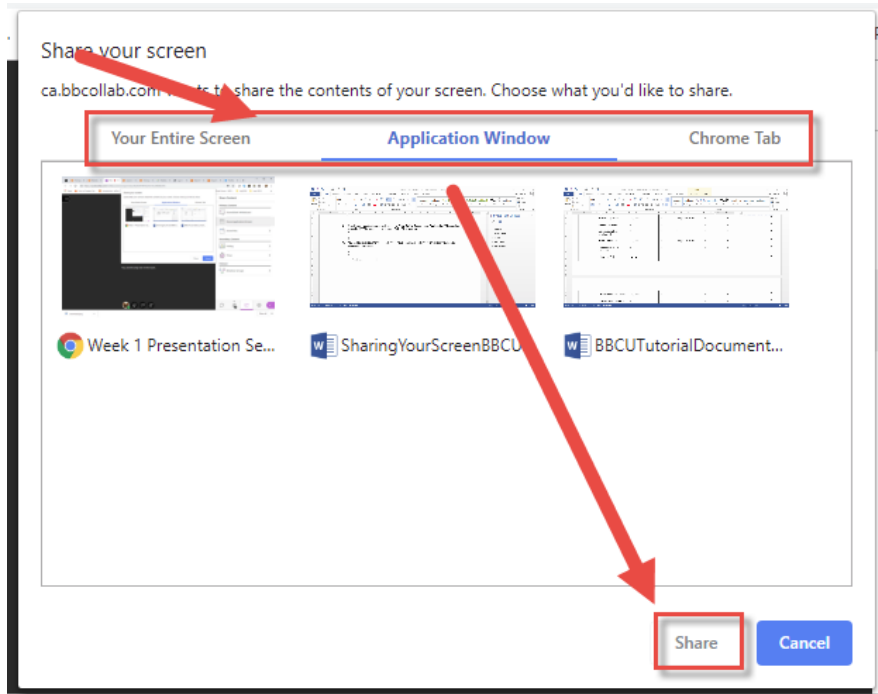 Share your screen
ca.bbcollab.com to share the contents of your screen. Choose what you'd like to share.
Your Entire Screen
Application Window
Chrome Tab
Week 1 Presentation Se...
SharingYourScreenBBCU
BBCUTutorialDocument...
Share
Cancel